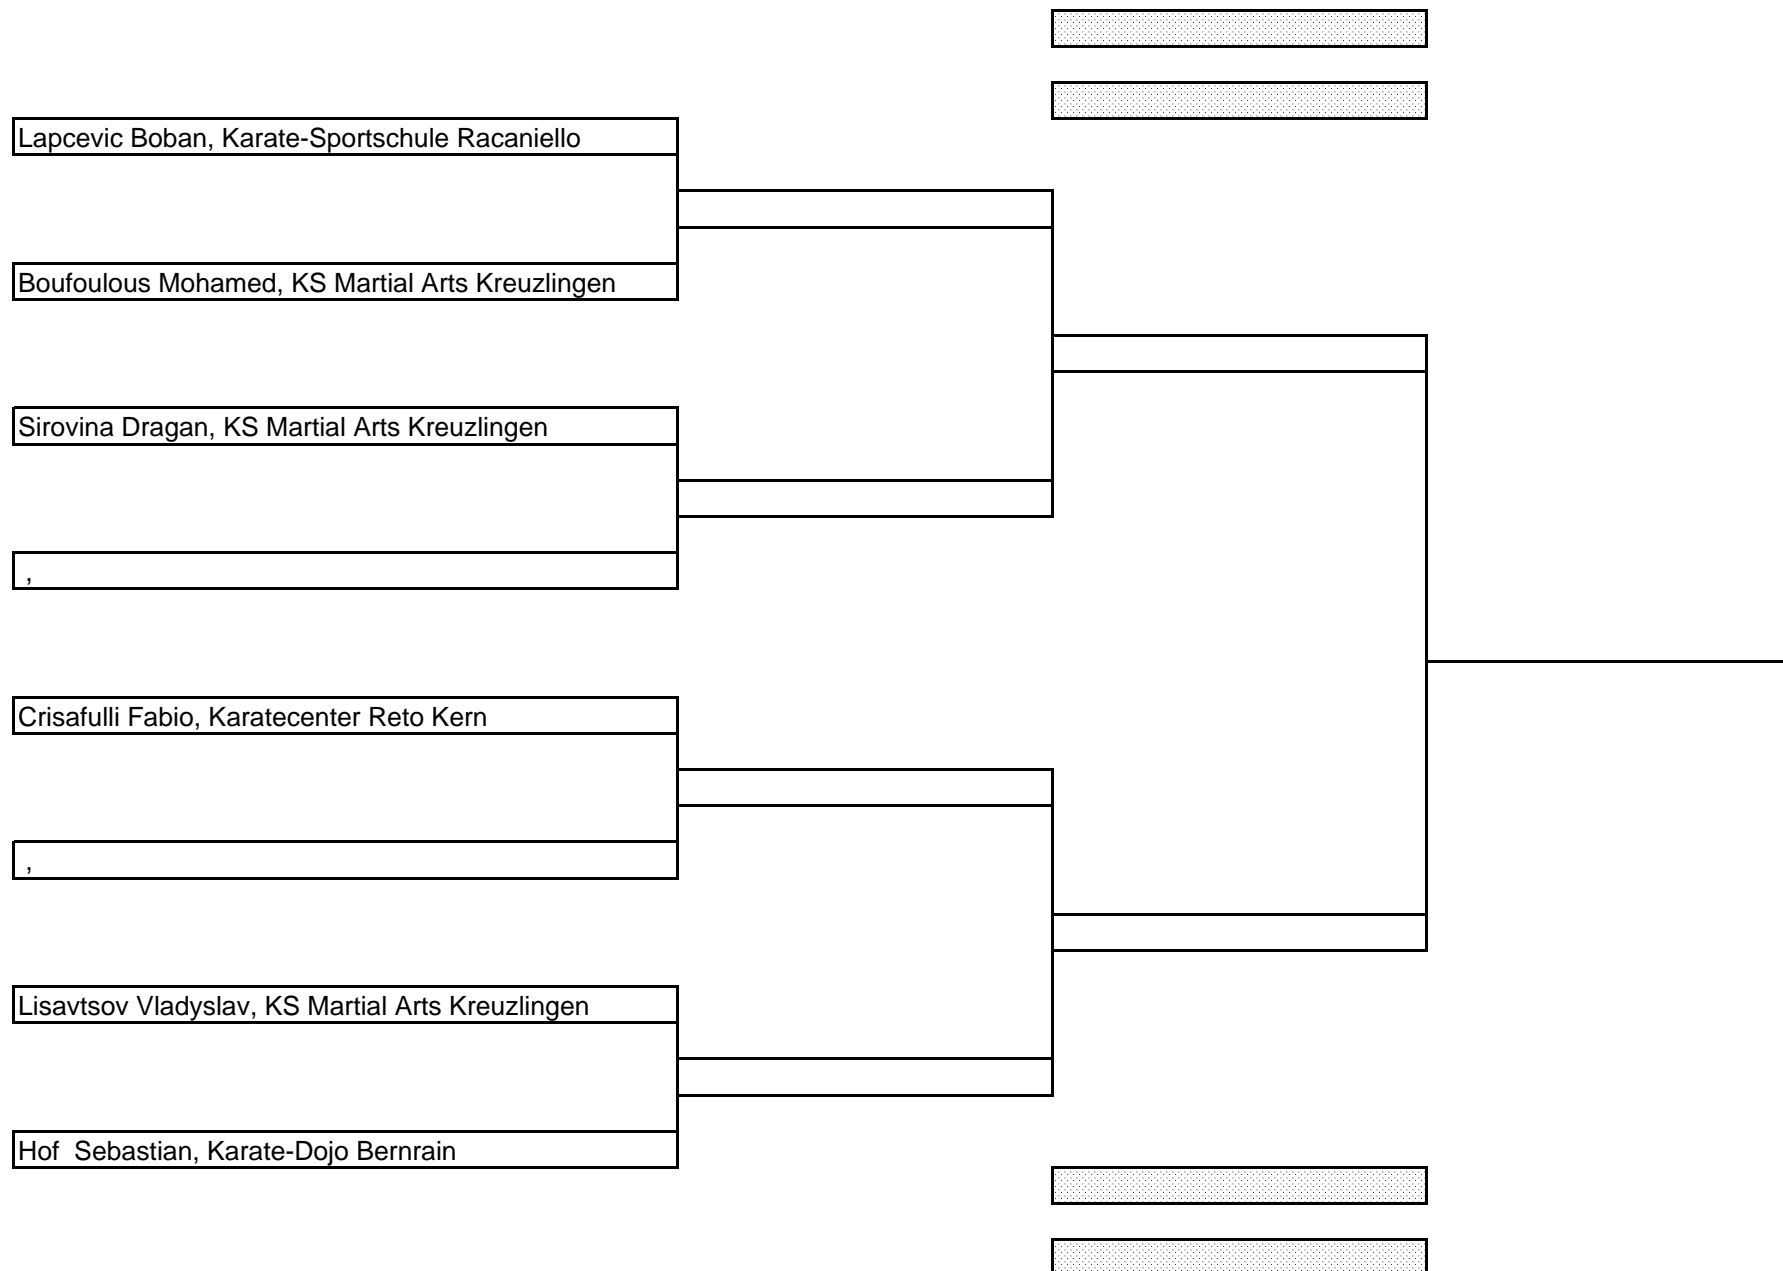 Lapcevic Boban, Karate-Sportschule Racaniello
Boufoulous Mohamed, KS Martial Arts Kreuzlingen
Sirovina Dragan, KS Martial Arts Kreuzlingen
,
Crisafulli Fabio, Karatecenter Reto Kern
,
Lisavtsov Vladyslav, KS Martial Arts Kreuzlingen
Hof  Sebastian, Karate-Dojo Bernrain